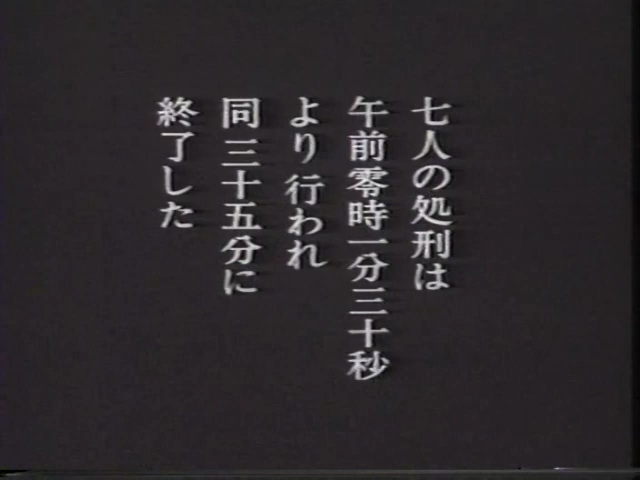 七人の処刑は
午前零時一分三十秒
より行われ
同三十五分に
終了した